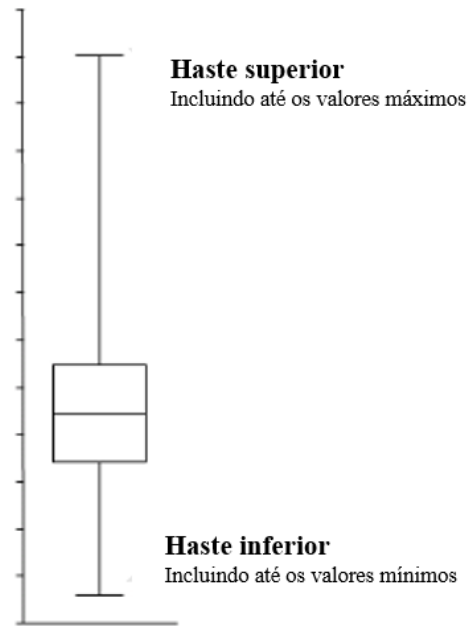 Haste superior
Incluindo até os valores máximos
Haste inferior
Incluindo até os valores mínimos